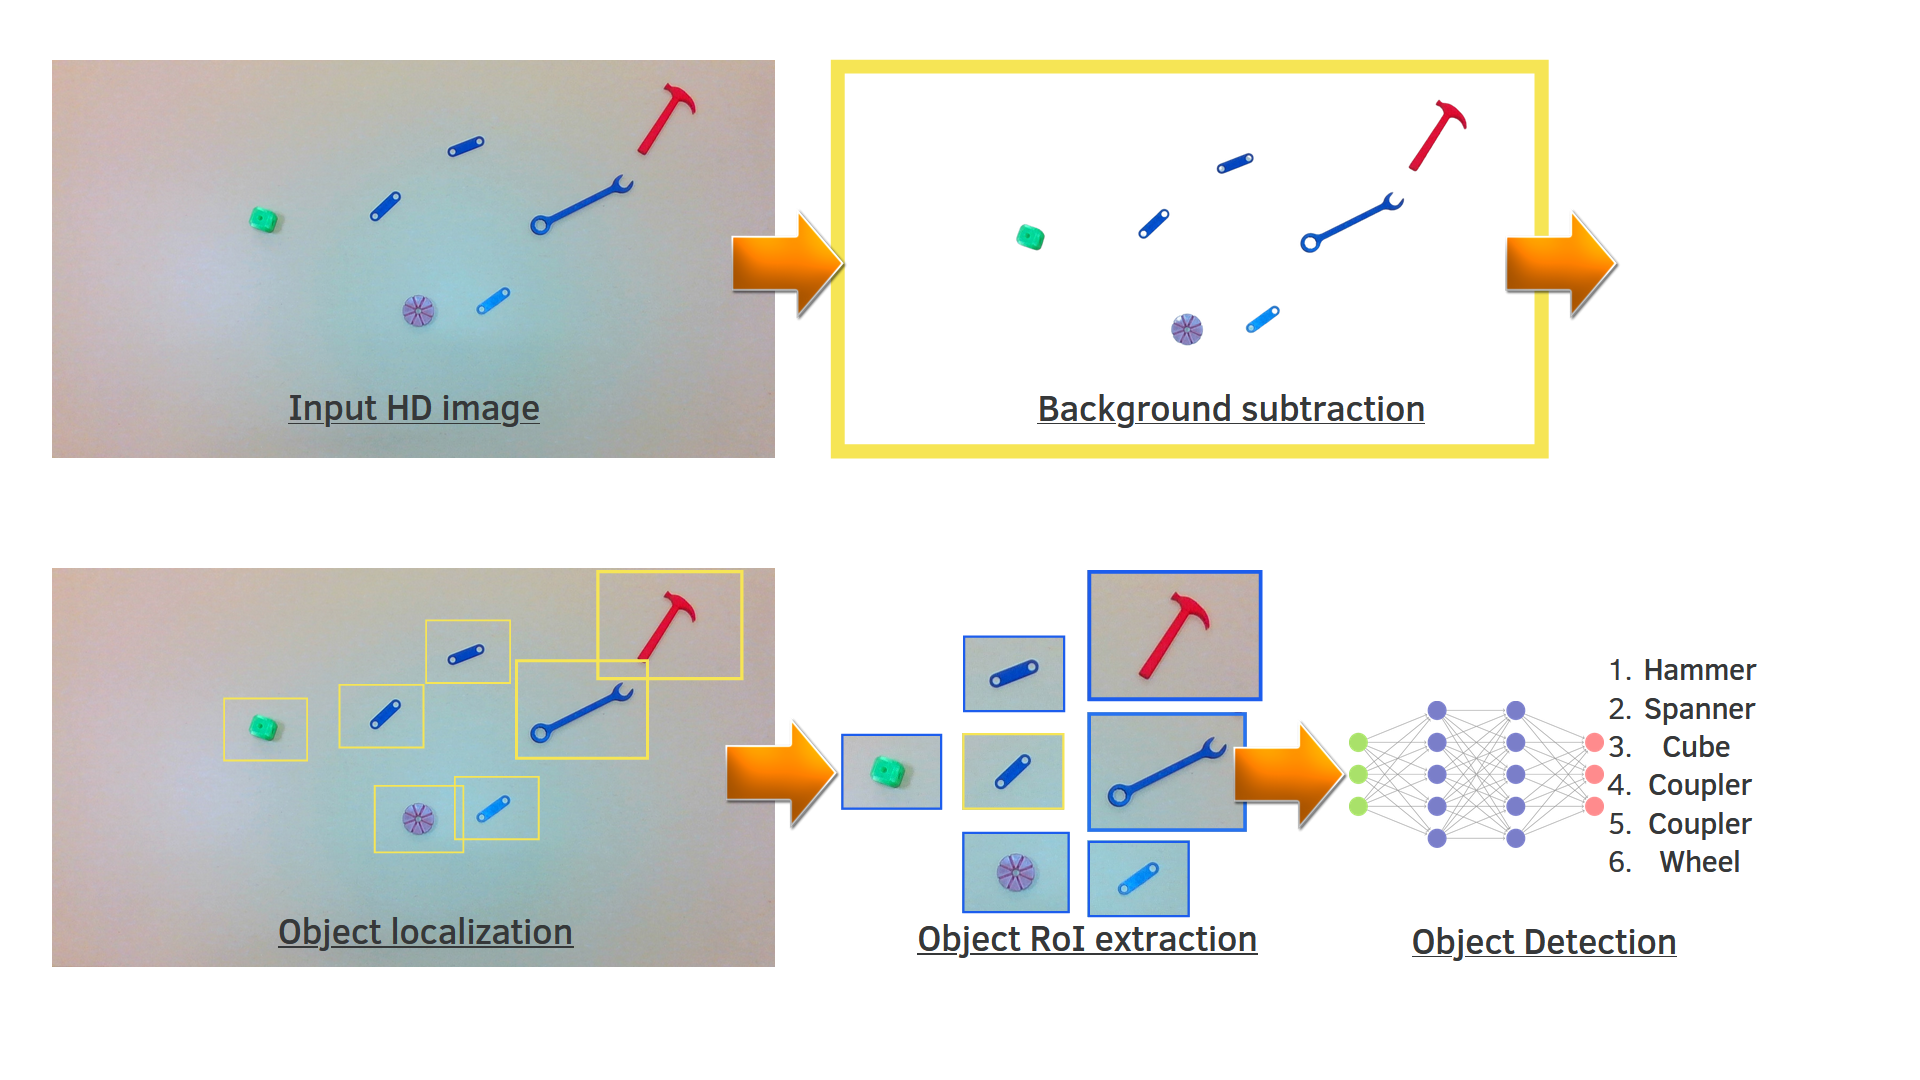 Input HD image
Background subtraction
Object localization
Object RoI extraction
1. Hammer
2. Spanner
3. Cube
4. Coupler
5. Coupler
6. Wheel
Object Detection